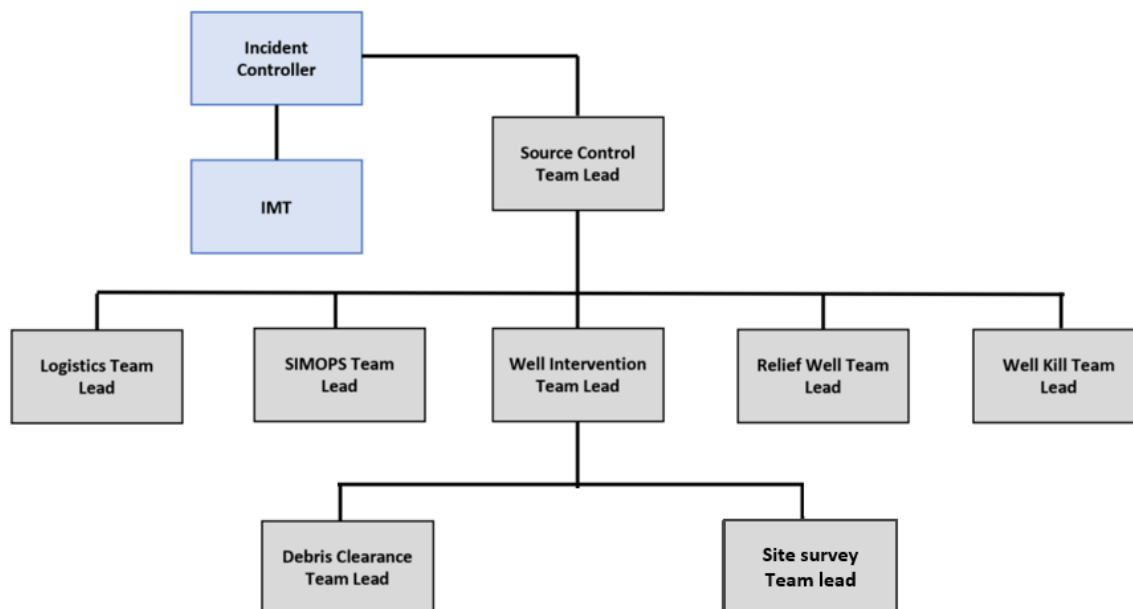 Incident
Controller
Source Control
Team Lead
IMT
Logistics Team
Lead
SIMOPS Team
Lead
Well Intervention
Team Lead
Relief Well Team
Lead
Well Kill Team
Lead
Debris Clearance
Team Lead
Site survey
Team lead